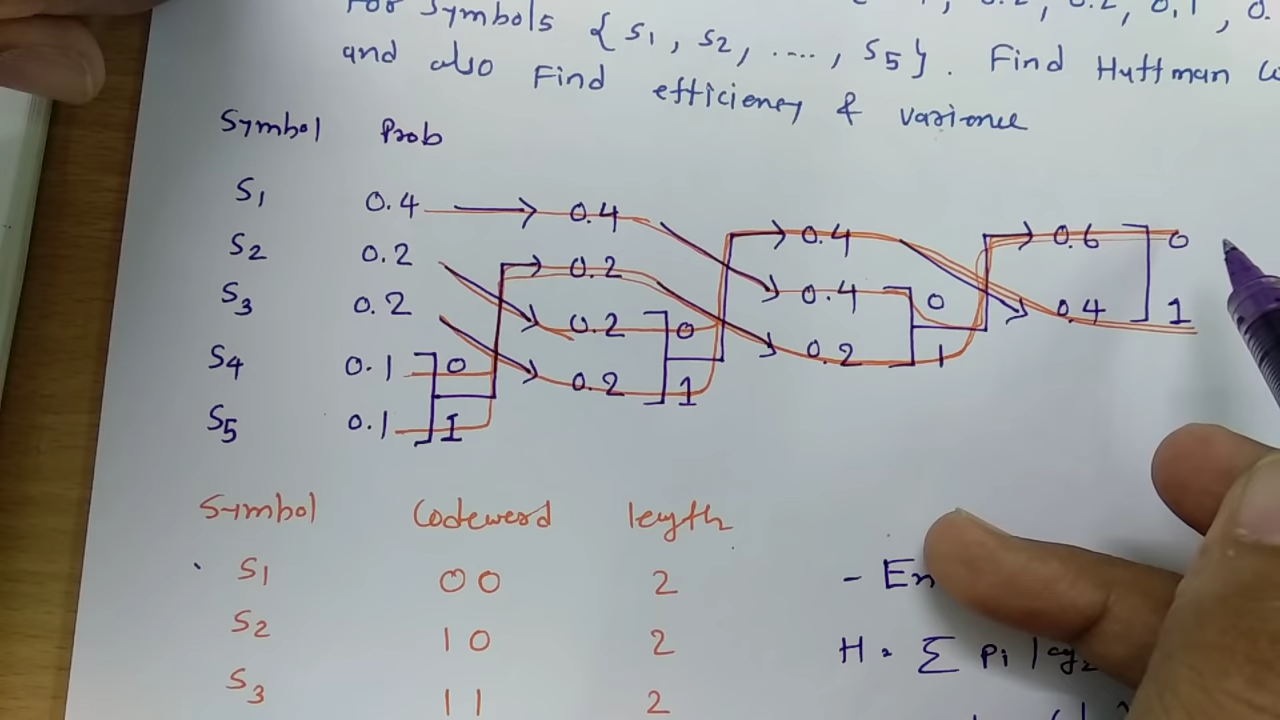 For Symbols {S1, S2, ...., S5}. Find Huffman
and also Find efficiency & varience
Symbol Prob
S1 0.4 0.4 0.4 0.6 0
S2 0.2 0.2 0.4 0 0.4 1
S3 0.2 0.2 0 0.2 1
S4 0.1 0 0.2 1
S5 0.1 1
Symbol Codeword length
S1 00 2
S2 10 2
S3 11 2
H = Σ Pi